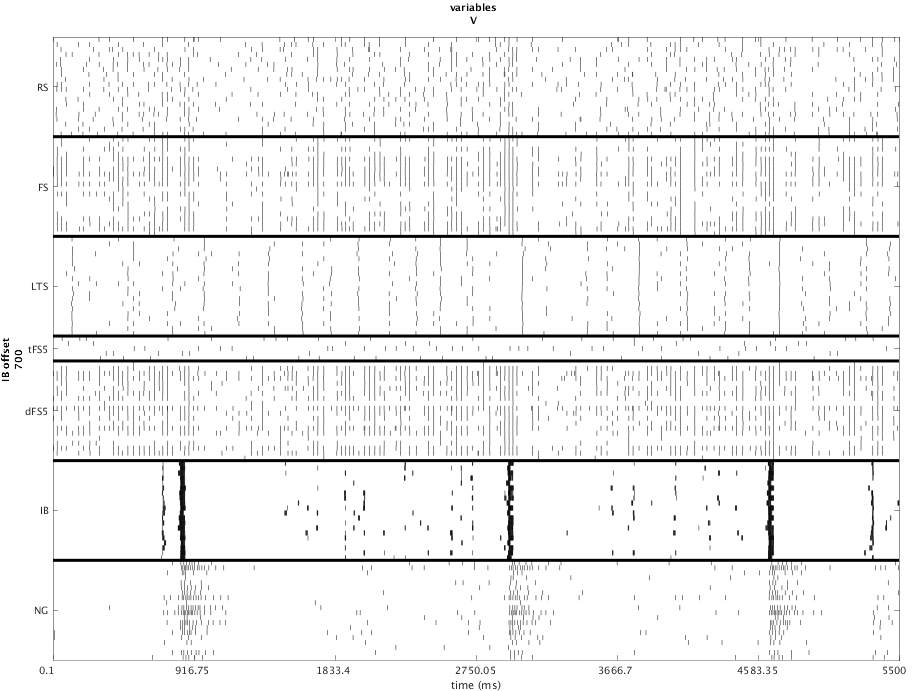 variables
V
RS
FS
LTS
tFS5
dFS5
IB
NG
IB offset
700
0.1 916.75 1833.4 2750.05 3666.7 4583.35 5500
time (ms)